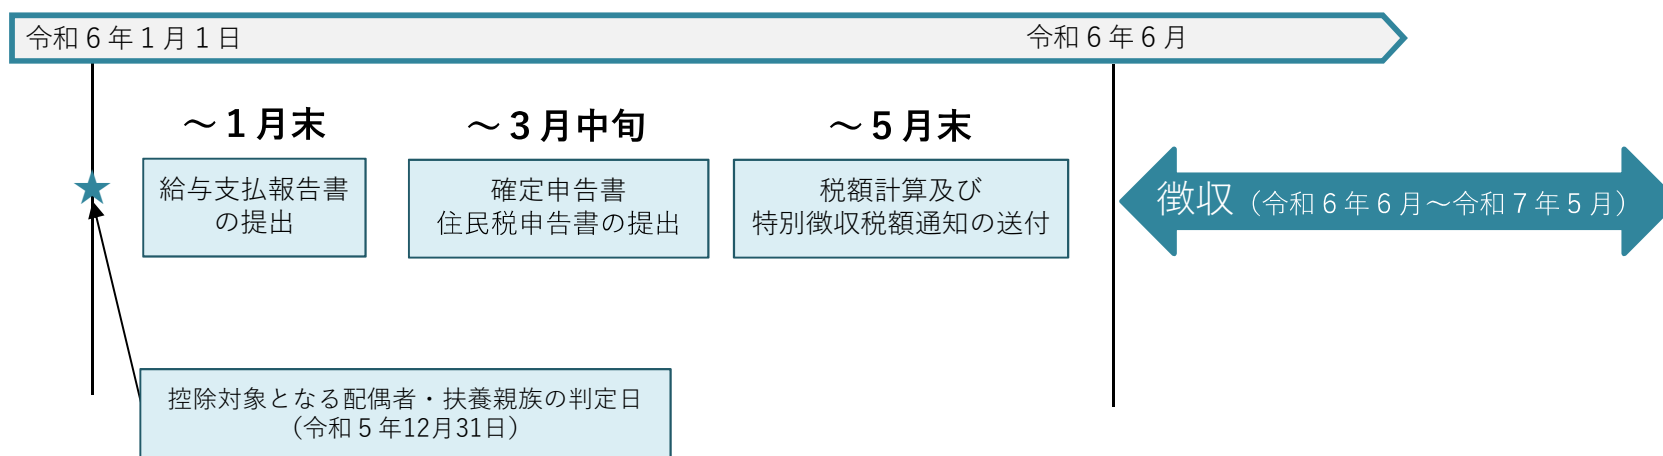 令和６年１月１日
令和６年６月
～１月末
～３月中旬
～５月末
給与支払報告書
の提出
確定申告書
住民税申告書の提出
税額計算及び
特別徴収税額通知の送付
徴収（令和６年６月～令和７年５月）
控除対象となる配偶者・扶養親族の判定日
（令和５年12月31日）